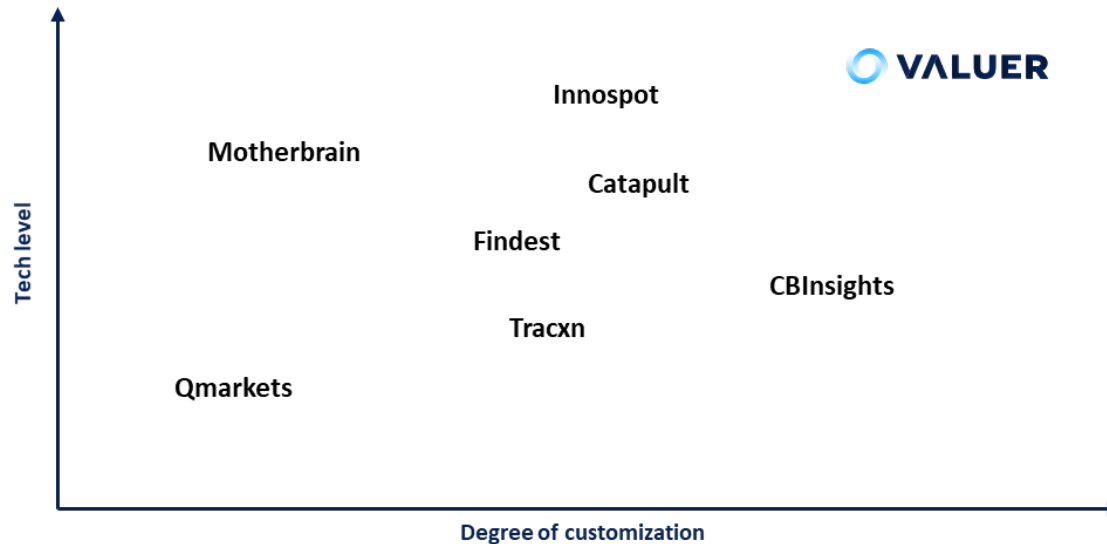 VALUER
Innospot
Motherbrain
Catapult
Findest
CBInsights
Tracxn
Qmarkets
Tech level
Degree of customization